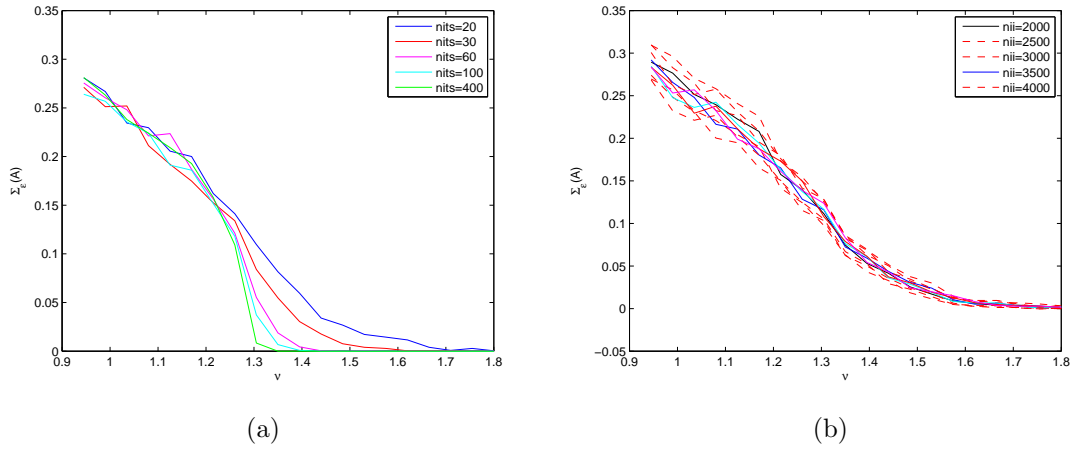 0.35
0.3
0.25
0.2
0.15
0.1
0.05
0
Σε(A)
0.9 1 1.1 1.2 1.3 1.4 1.5 1.6 1.7 1.8
ν
nits=20
nits=30
nits=60
nits=100
nits=400
(a)
0.35
0.3
0.25
0.2
0.15
0.1
0.05
0
−0.05
Σε(A)
0.9 1 1.1 1.2 1.3 1.4 1.5 1.6 1.7 1.8
ν
nii=2000
nii=2500
nii=3000
nii=3500
nii=4000
(b)